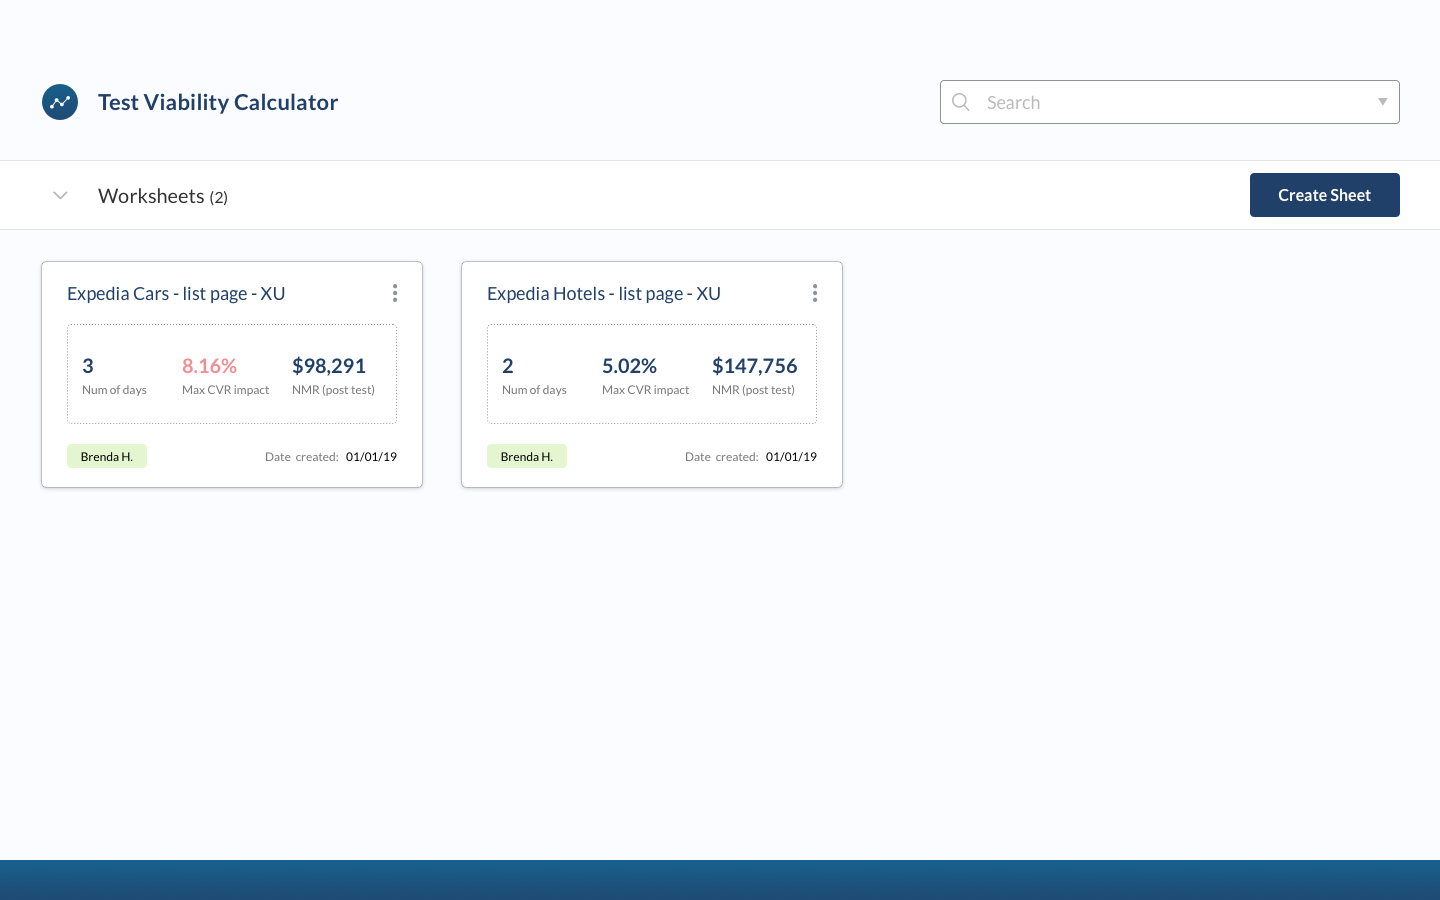 Test Viability Calculator
Search
Worksheets (2)
Create Sheet
Expedia Cars - list page - XU
3
8.16%
$98,291
Num of days
Max CVR impact
NMR (post test)
Brenda H.
Date created: 01/01/19
Expedia Hotels - list page - XU
2
5.02%
$147,756
Num of days
Max CVR impact
NMR (post test)
Brenda H.
Date created: 01/01/19